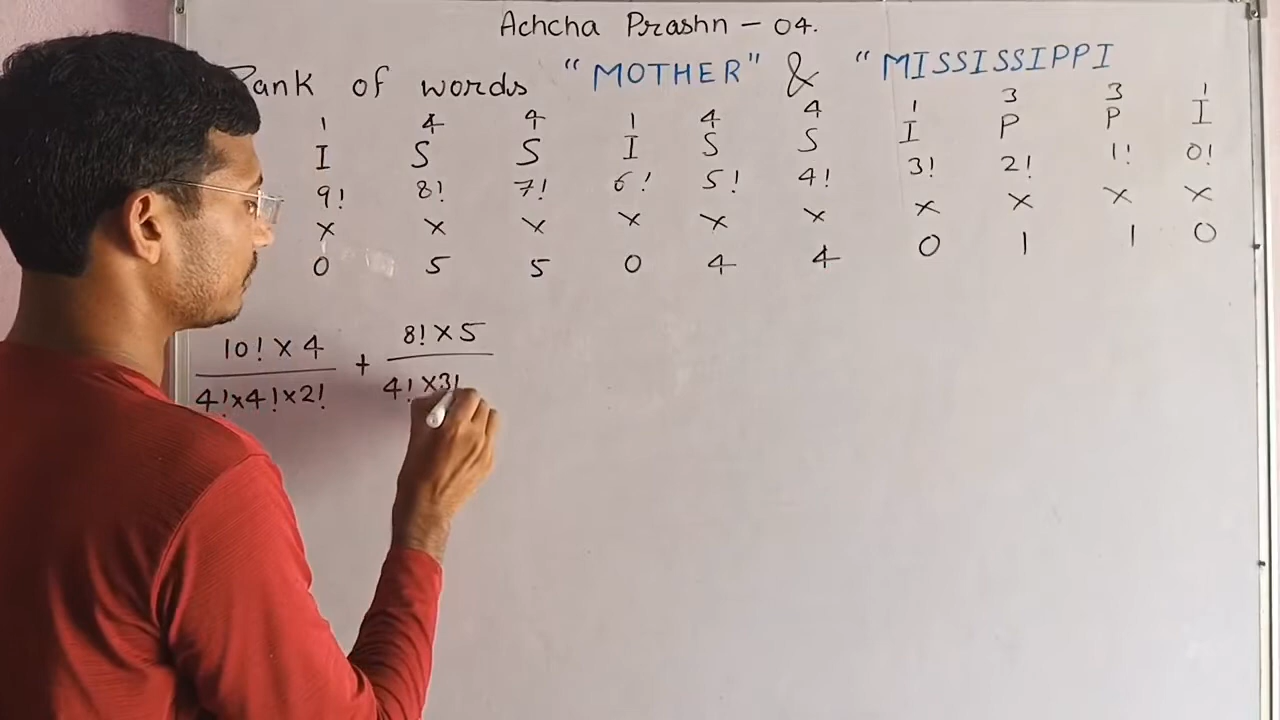 Achcha Prashn - 04.
Rank of words "MOTHER" & "MISSISSIPPI
1 4 4 1 4 4 1 3 3 1
I S S I S S I P P I
9! 8! 7! 6! 5! 4! 3! 2! 1! 0!
× × × × × × × × × ×
0 5 5 0 4 4 0 1 1 0
10! × 4 / 4! × 4! × 2! + 8! × 5 / 4! × 3!